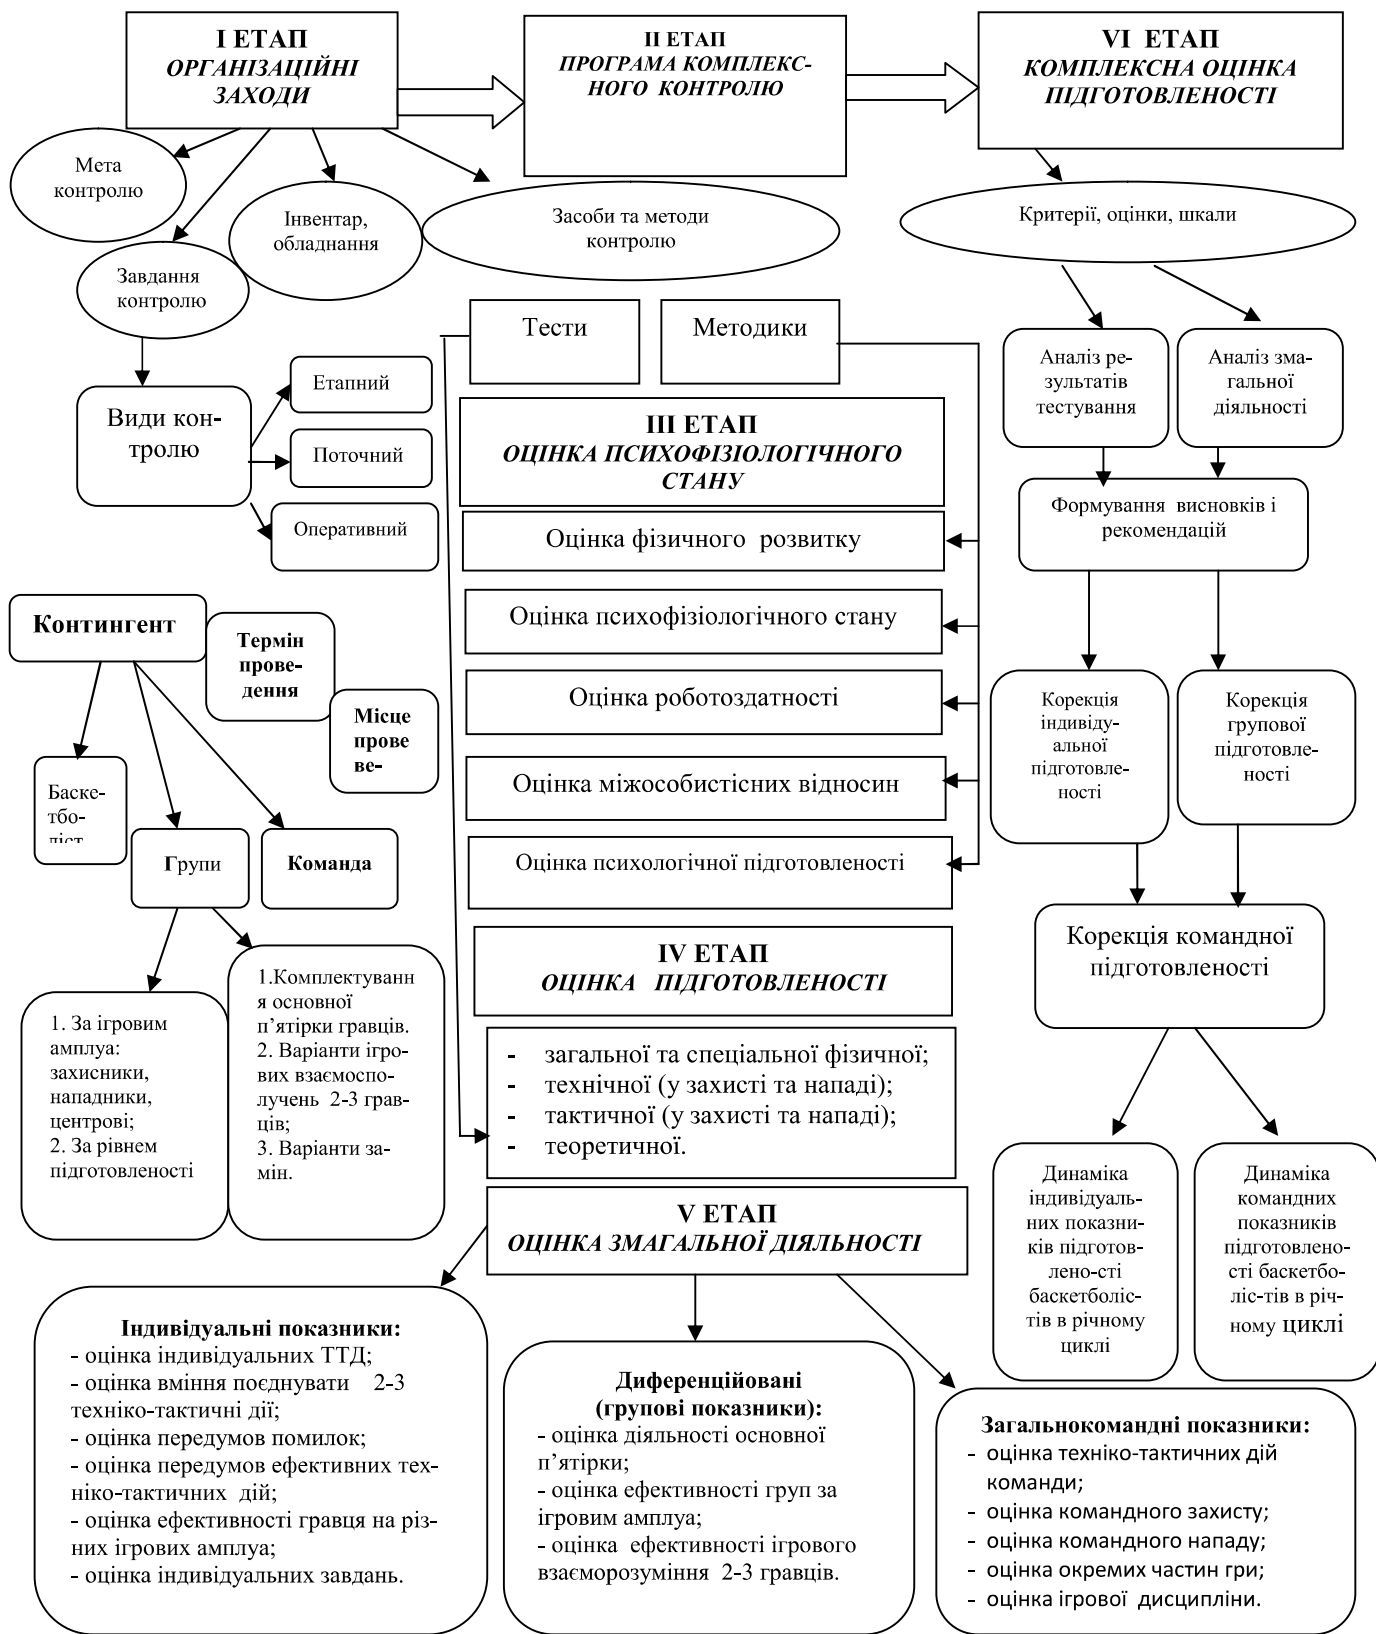 I ЕТАП
ОРГАНІЗАЦІЙНІ
ЗАХОДИ
II ЕТАП
ПРОГРАМА КОМПЛЕКС-
НОГО КОНТРОЛЮ
VI ЕТАП
КОМПЛЕКСНА ОЦІНКА
ПІДГОТОВЛЕНОСТІ
Мета
контролю
Завдання
контролю
Інвентар,
обладнання
Засоби та методи
контролю
Критерії, оцінки, шкали
Види кон-
тролю
Етапний
Поточний
Оперативний
Тести
Методики
III ЕТАП
ОЦІНКА ПСИХОФІЗІОЛОГІЧНОГО
СТАНУ
Оцінка фізичного розвитку
Оцінка психофізіологічного стану
Оцінка роботоздатності
Оцінка міжособистісних відносин
Оцінка психологічної підготовленості
Аналіз ре-
зультатів
тестування
Аналіз зма-
гальної
діяльності
Формування висновків і
рекомендацій
Корекція
індивіду-
альної
підготовле-
ності
Корекція
групової
підготовле-
ності
Корекція командної
підготовленості
Контингент
Термін
прове-
дення
Місце
прове
ве-
Баске-
тбо-
ліст
Групи
Команда
1. За ігровим
амплуа:
захисники,
нападники,
центрові;
2. За рівнем
підготовленості
1.Комплектуванн
я основної
п’ятірки гравців.
2. Варіанти ігро-
вих взаємоспо-
лучень 2-3 грав-
ців;
3. Варіанти за-
мін.
IV ЕТАП
ОЦІНКА ПІДГОТОВЛЕНОСТІ
- загальної та спеціальної фізичної;
- технічної (у захисті та нападі);
- тактичної (у захисті та нападі);
- теоретичної.
V ЕТАП
ОЦІНКА ЗМАГАЛЬНОЇ ДІЯЛЬНОСТІ
Динаміка
індивідуаль-
них показни-
ків підготов-
лено-сті
баскетболіс-
тів в річному
циклі
Динаміка
командних
показників
підготовлено-
сті баскетбо-
ліс-тів в річ-
ному циклі
Індивідуальні показники:
- оцінка індивідуальних ТТД;
- оцінка вміння поєднувати 2-3
техніко-тактичні дії;
- оцінка передумов помилок;
- оцінка передумов ефективних тех-
ніко-тактичних дій;
- оцінка ефективності гравця на різ-
них ігрових амплуа;
- оцінка індивідуальних завдань.
Диференційовані
(групові показники):
- оцінка діяльності основної
п’ятірки;
- оцінка ефективності груп за
ігровим амплуа;
- оцінка ефективності ігрового
взаєморозуміння 2-3 гравців.
Загальнокомандні показники:
- оцінка техніко-тактичних дій
команди;
- оцінка командного захисту;
- оцінка командного нападу;
- оцінка окремих частин гри;
- оцінка ігрової дисципліни.